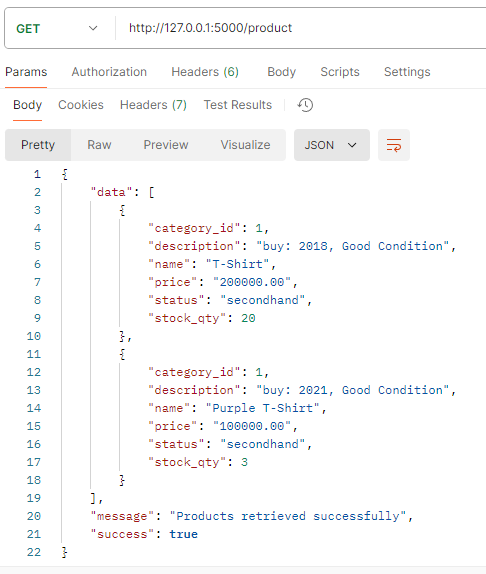 GET http://127.0.0.1:5000/product
Params Authorization Headers (6) Body Scripts Settings
Body Cookies Headers (7) Test Results
Pretty Raw Preview Visualize JSON
1 {
2 "data": [
3 {
4 "category_id": 1,
5 "description": "buy: 2018, Good Condition",
6 "name": "T-Shirt",
7 "price": "200000.00",
8 "status": "secondhand",
9 "stock_qty": 20
10 },
11 {
12 "category_id": 1,
13 "description": "buy: 2021, Good Condition",
14 "name": "Purple T-Shirt",
15 "price": "100000.00",
16 "status": "secondhand",
17 "stock_qty": 3
18 }
19 ],
20 "message": "Products retrieved successfully",
21 "success": true
22 }